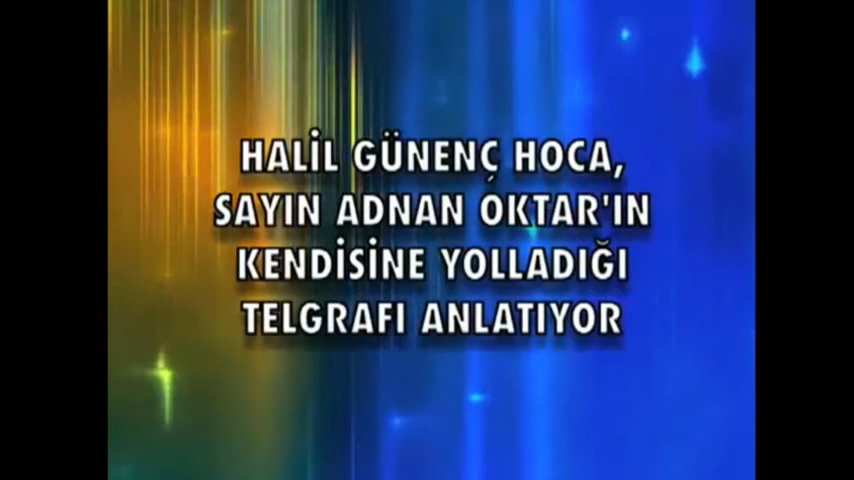 HALİL GÜNENÇ HOCA,
SAYIN ADNAN OKTAR'IN
KENDİSİNE YOLLADIĞI
TELGRAFI ANLATIYOR